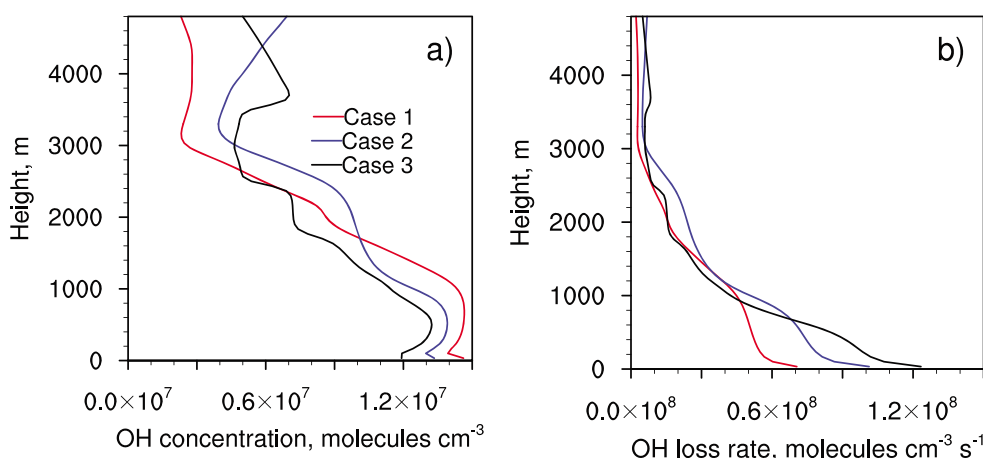 a)
4000
3000
2000
1000
0
Height, m
Case 1
Case 2
Case 3
0.0×10⁷
0.6×10⁷
1.2×10⁷
OH concentration, molecules cm⁻³
b)
4000
3000
2000
1000
0
Height, m
0.0×10⁸
0.6×10⁸
1.2×10⁸
OH loss rate, molecules cm⁻³ s⁻¹